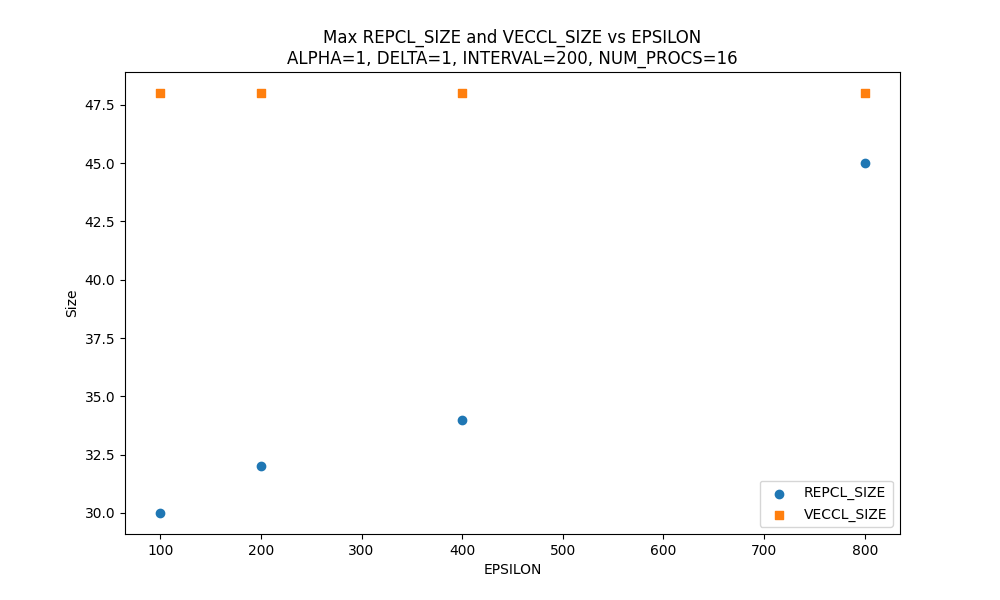 Max REPCL_SIZE and VECCL_SIZE vs EPSILON
ALPHA=1, DELTA=1, INTERVAL=200, NUM_PROCS=16
47.5
45.0
42.5
40.0
37.5
35.0
32.5
30.0
Size
REPCL_SIZE
VECCL_SIZE
100 200 300 400 500 600 700 800
EPSILON